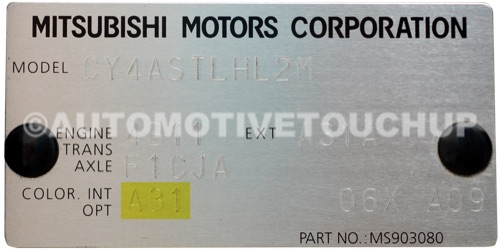 MITSUBISHI MOTORS CORPORATION
MODEL CY4ASTLHL2M
©AUTOMOTIVETOUCHUP
ENGINE EXT
TRANS F1CJA
AXLE
COLOR. INT A31 06X A09
OPT
PART NO.: MS903080